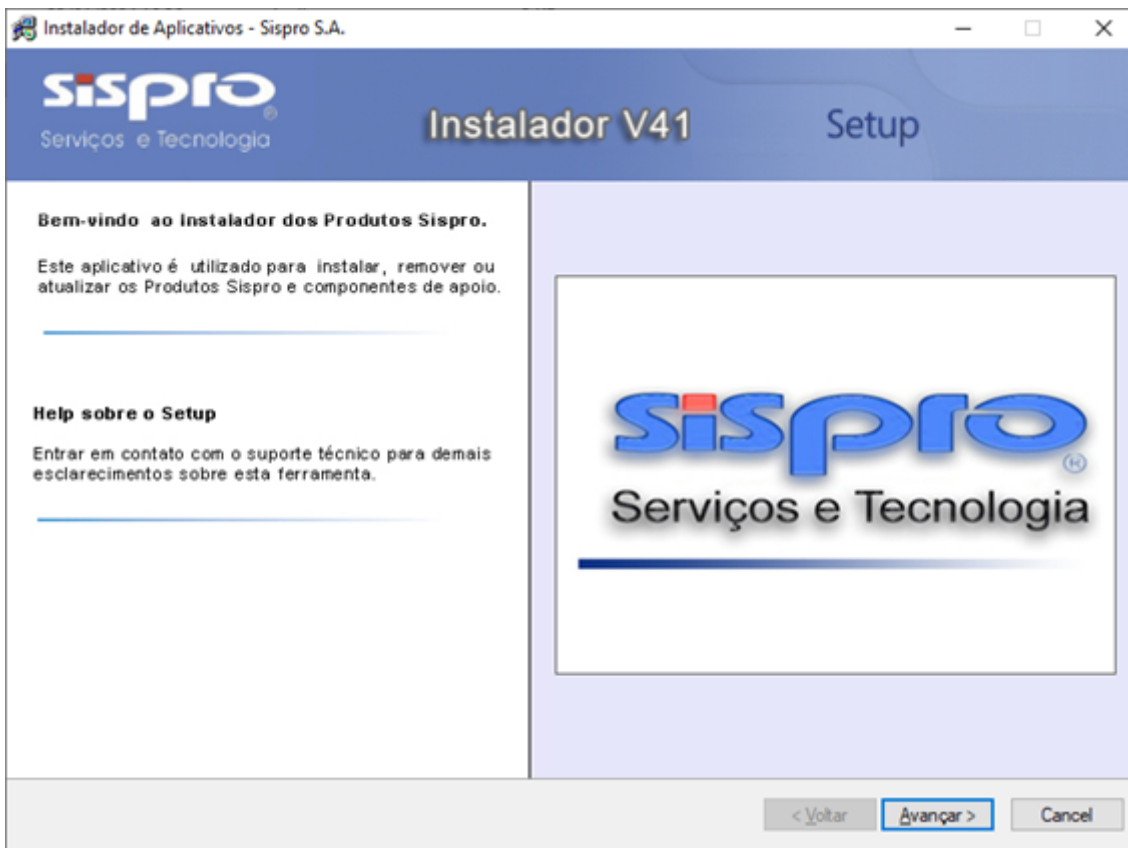 Instalador de Aplicativos - Sispro S.A.
sispro®
Serviços e Tecnologia
Instalador V41
Setup
Bem-vindo ao Instalador dos Produtos Sispro.
Este aplicativo é utilizado para instalar, remover ou
atualizar os Produtos Sispro e componentes de apoio.
Help sobre o Setup
Entrar em contato com o suporte técnico para demais
esclarecimentos sobre esta ferramenta.
sispro®
Serviços e Tecnologia
< Voltar
Avançar >
Cancel